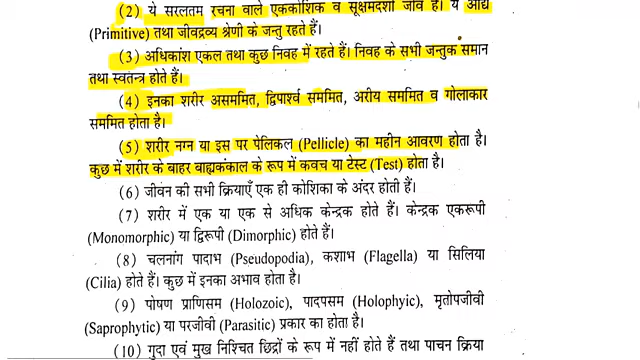 (2) ये सरलतम रचना वाले एककोशिक व सूक्ष्मदर्शी जीव हैं। ये आद्य
(Primitive) तथा जीवद्रव्य श्रेणी के जन्तु रहते हैं।
(3) अधिकांश एकल तथा कुछ निवह में रहते हैं। निवह के सभी जन्तुक समान
तथा स्वतन्त्र होते हैं।
(4) इनका शरीर असममित, द्विपार्श्व सममित, अरीय सममित व गोलाकार
सममित होता है।
(5) शरीर नग्न या इस पर पेलिकल (Pellicle) का महीन आवरण होता है।
कुछ में शरीर के बाहर बाह्यकंकाल के रूप में कवच या टेस्ट (Test) होता है।
(6) जीवन की सभी क्रियाएँ एक ही कोशिका के अंदर होती हैं।
(7) शरीर में एक या एक से अधिक केन्द्रक होते हैं। केन्द्रक एकरूपी
(Monomorphic) या द्विरूपी (Dimorphic) होते हैं।
(8) चलनांग पादाभ (Pseudopodia), कशाभ (Flagella) या सिलिया
(Cilia) होते हैं। कुछ में इनका अभाव होता है।
(9) पोषण प्राणिसम (Holozoic), पादपसम (Holophyic), मृतोपजीवी
Saprophytic) या परजीवी (Parasitic) प्रकार का होता है।
(10) गुदा एवं मुख निश्चित छिद्रों के रूप में नहीं होते हैं तथा पाचन क्रिया